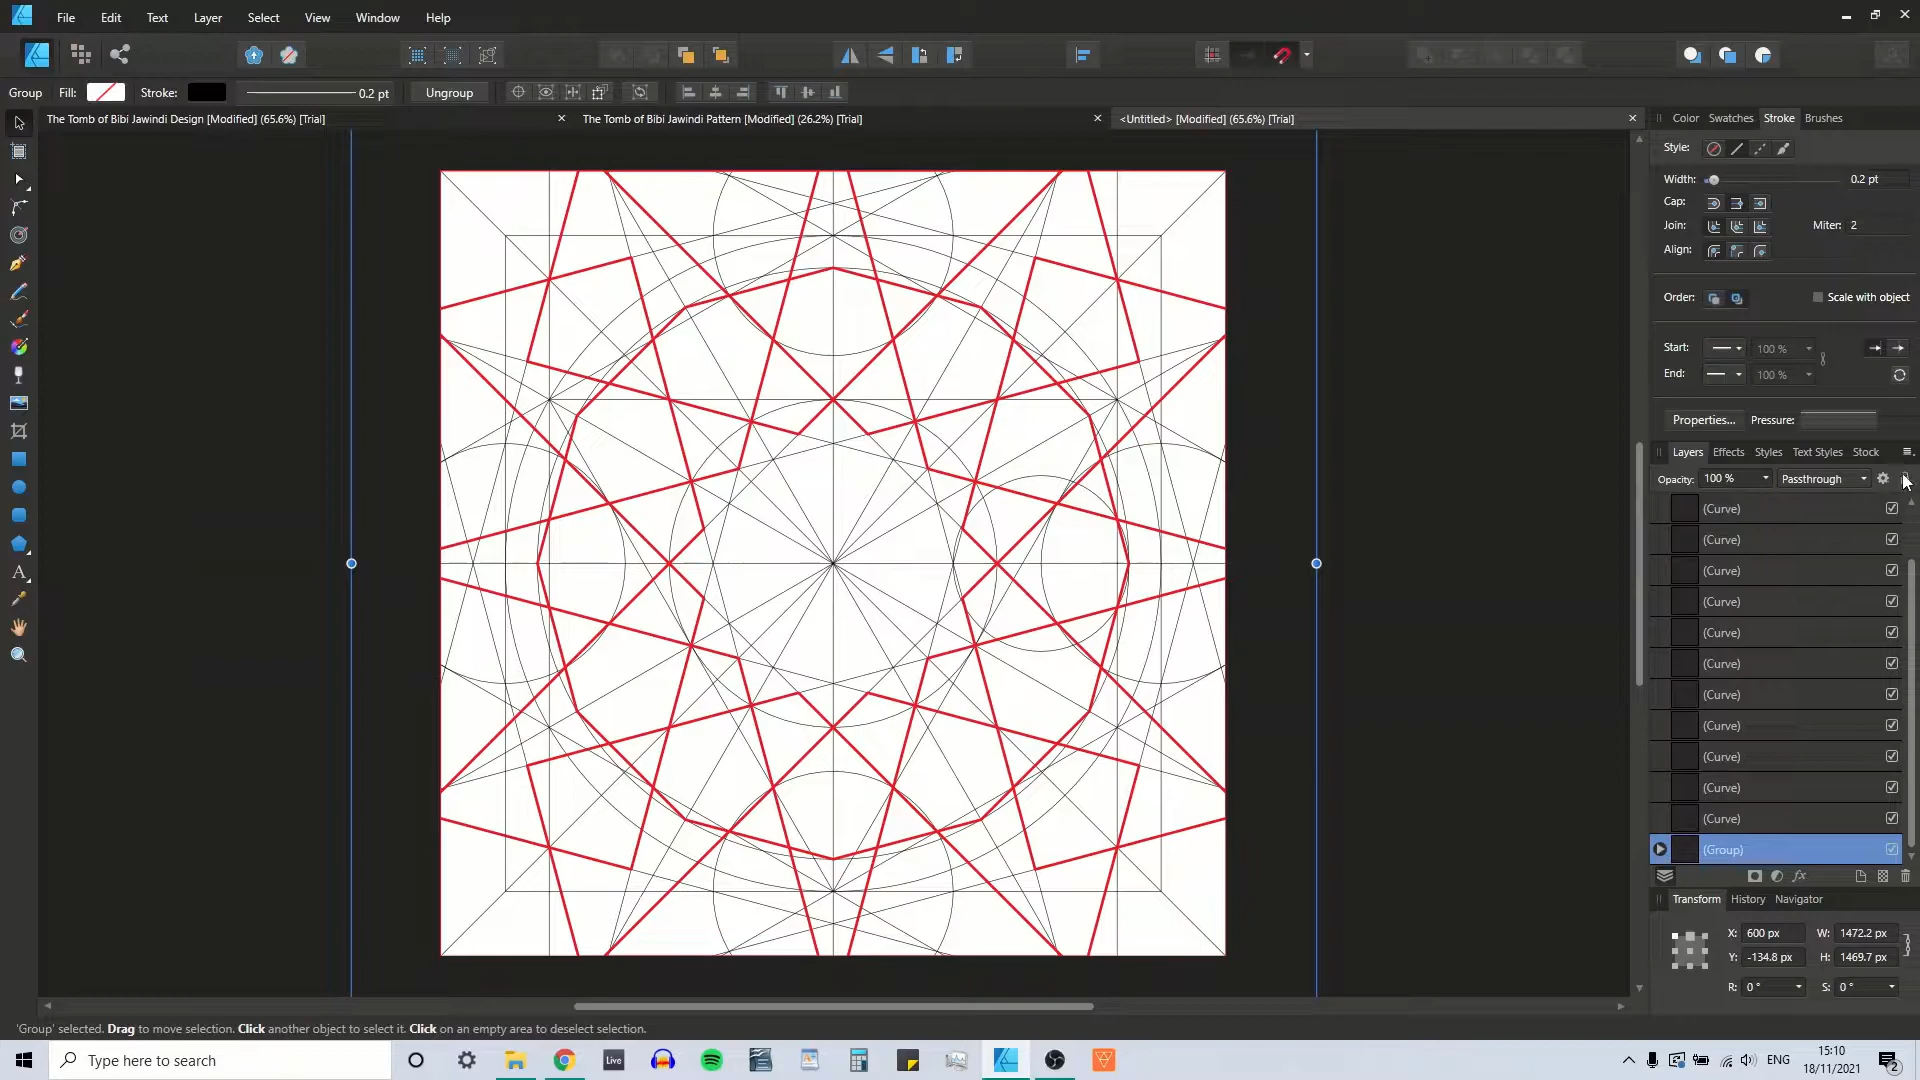 File Edit Text Layer Select View Window Help
Group Fill: Stroke: 0.2 pt Ungroup
The Tomb of Bibi Jawindi Design [Modified] (65.6%) [Trial]
The Tomb of Bibi Jawindi Pattern [Modified] (26.2%) [Trial]
<Untitled> [Modified] (65.6%) [Trial]
Color Swatches Stroke Brushes
Style:
Width: 0.2 pt
Cap:
Join: Miter: 2
Align:
Order: Scale with object
Start: 100 %
End: 100 %
Properties... Pressure:
Layers Effects Styles Text Styles Stock
Opacity: 100 % Passthrough
(Curve)
(Curve)
(Curve)
(Curve)
(Curve)
(Curve)
(Curve)
(Curve)
(Curve)
(Curve)
(Curve)
(Group)
fx
Transform History Navigator
X: 600 px W: 1472.2 px
Y: -134.8 px H: 1469.7 px
R: 0 ° S: 0 °
'Group' selected. Drag to move selection. Click another object to select it. Click on an empty area to deselect selection.
Type here to search
Live
ENG
15:10
18/11/2021
2